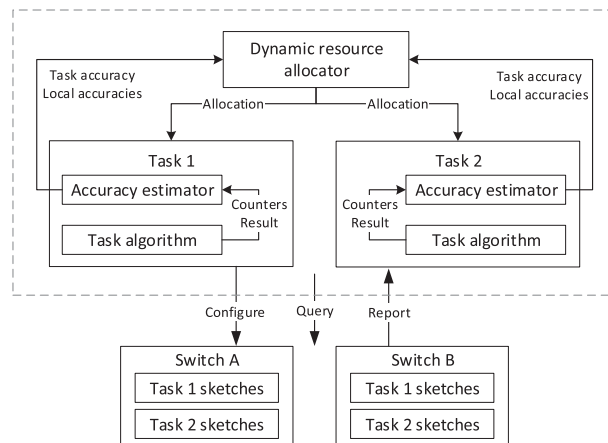 Dynamic resource
allocator
Task accuracy
Local accuracies
Task accuracy
Local accuracies
Allocation
Allocation
Task 1
Accuracy estimator
Counters
Result
Task algorithm
Task 2
Accuracy estimator
Counters
Result
Task algorithm
Configure
Query
Report
Switch A
Task 1 sketches
Task 2 sketches
Switch B
Task 1 sketches
Task 2 sketches